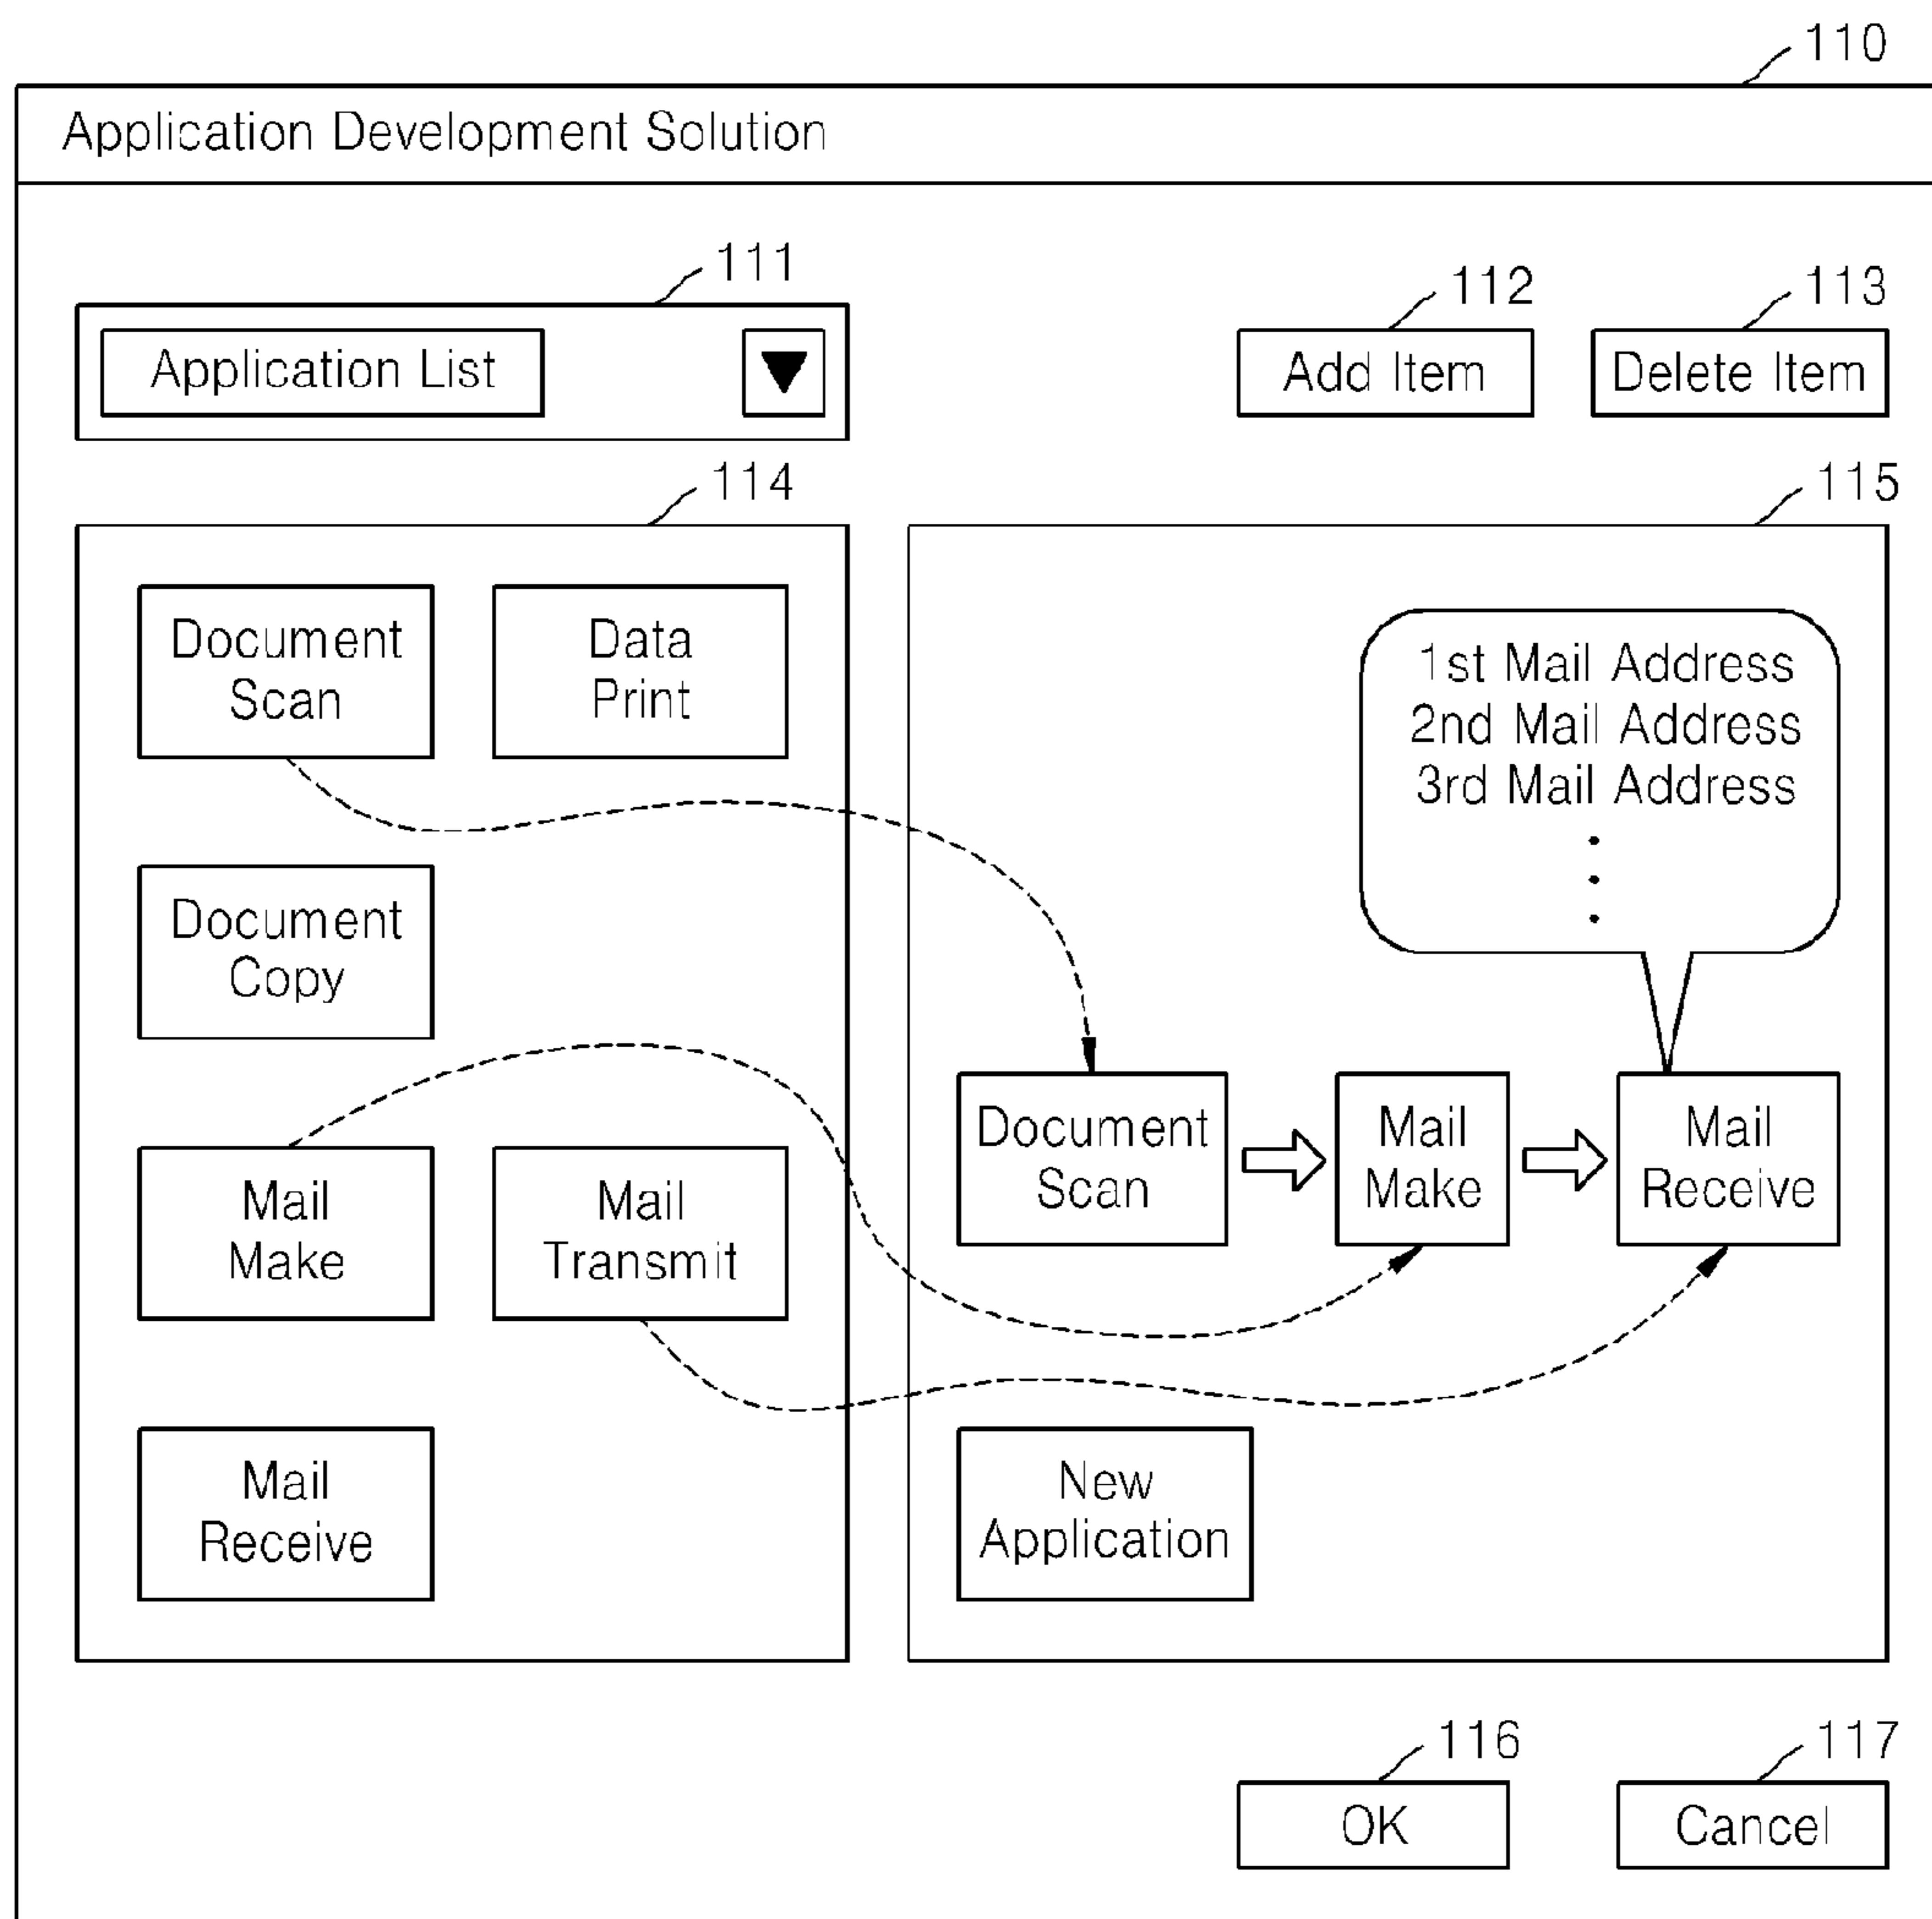 110
Application Development Solution
111
112
113
Application List
Add Item
Delete Item
114
115
Document
Scan
Data
Print
1st Mail Address
2nd Mail Address
3rd Mail Address
Document
Copy
Document
Scan
Mail
Make
Mail
Receive
Mail
Make
Mail
Transmit
Mail
Receive
New
Application
116
117
OK
Cancel